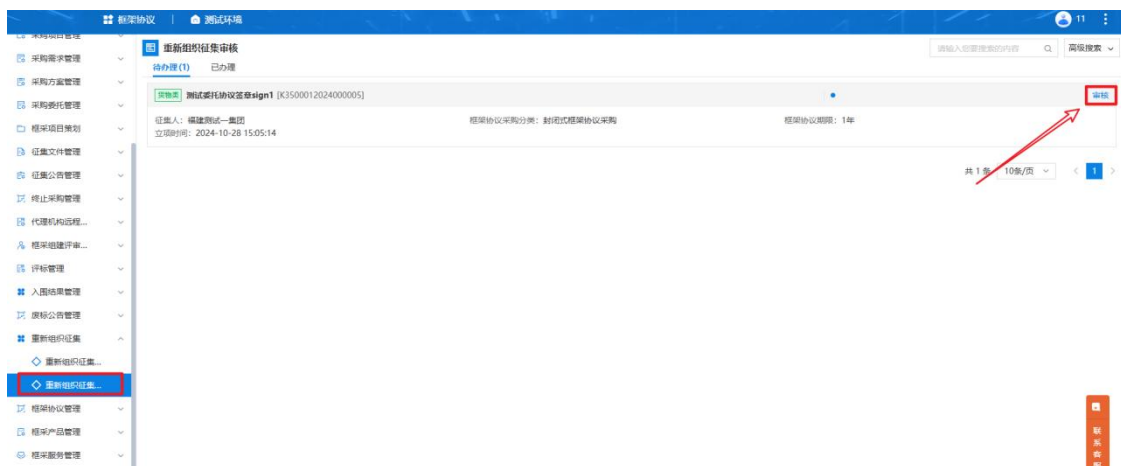 框架协议 | 测试环境
11
采购项目管理
采购需求管理
采购方案管理
采购委托管理
框采项目策划
征集文件管理
征集公告管理
终止采购管理
代理机构远程...
框采组建评审...
评标管理
入围结果管理
废标公告管理
重新组织征集
重新组织征集...
重新组织征集...
框架协议管理
框采产品管理
框采服务管理
重新组织征集审核
请输入您要搜索的内容
高级搜索
待办理(1) 已办理
货物类 测试委托协议签章sign1 [K3500012024000005]
审核
征集人：福建测试一集团 框架协议采购分类：封闭式框架协议采购 框架协议期限：1年
立项时间：2024-10-28 15:05:14
共 1 条 10条/页 < 1 >
联系客服